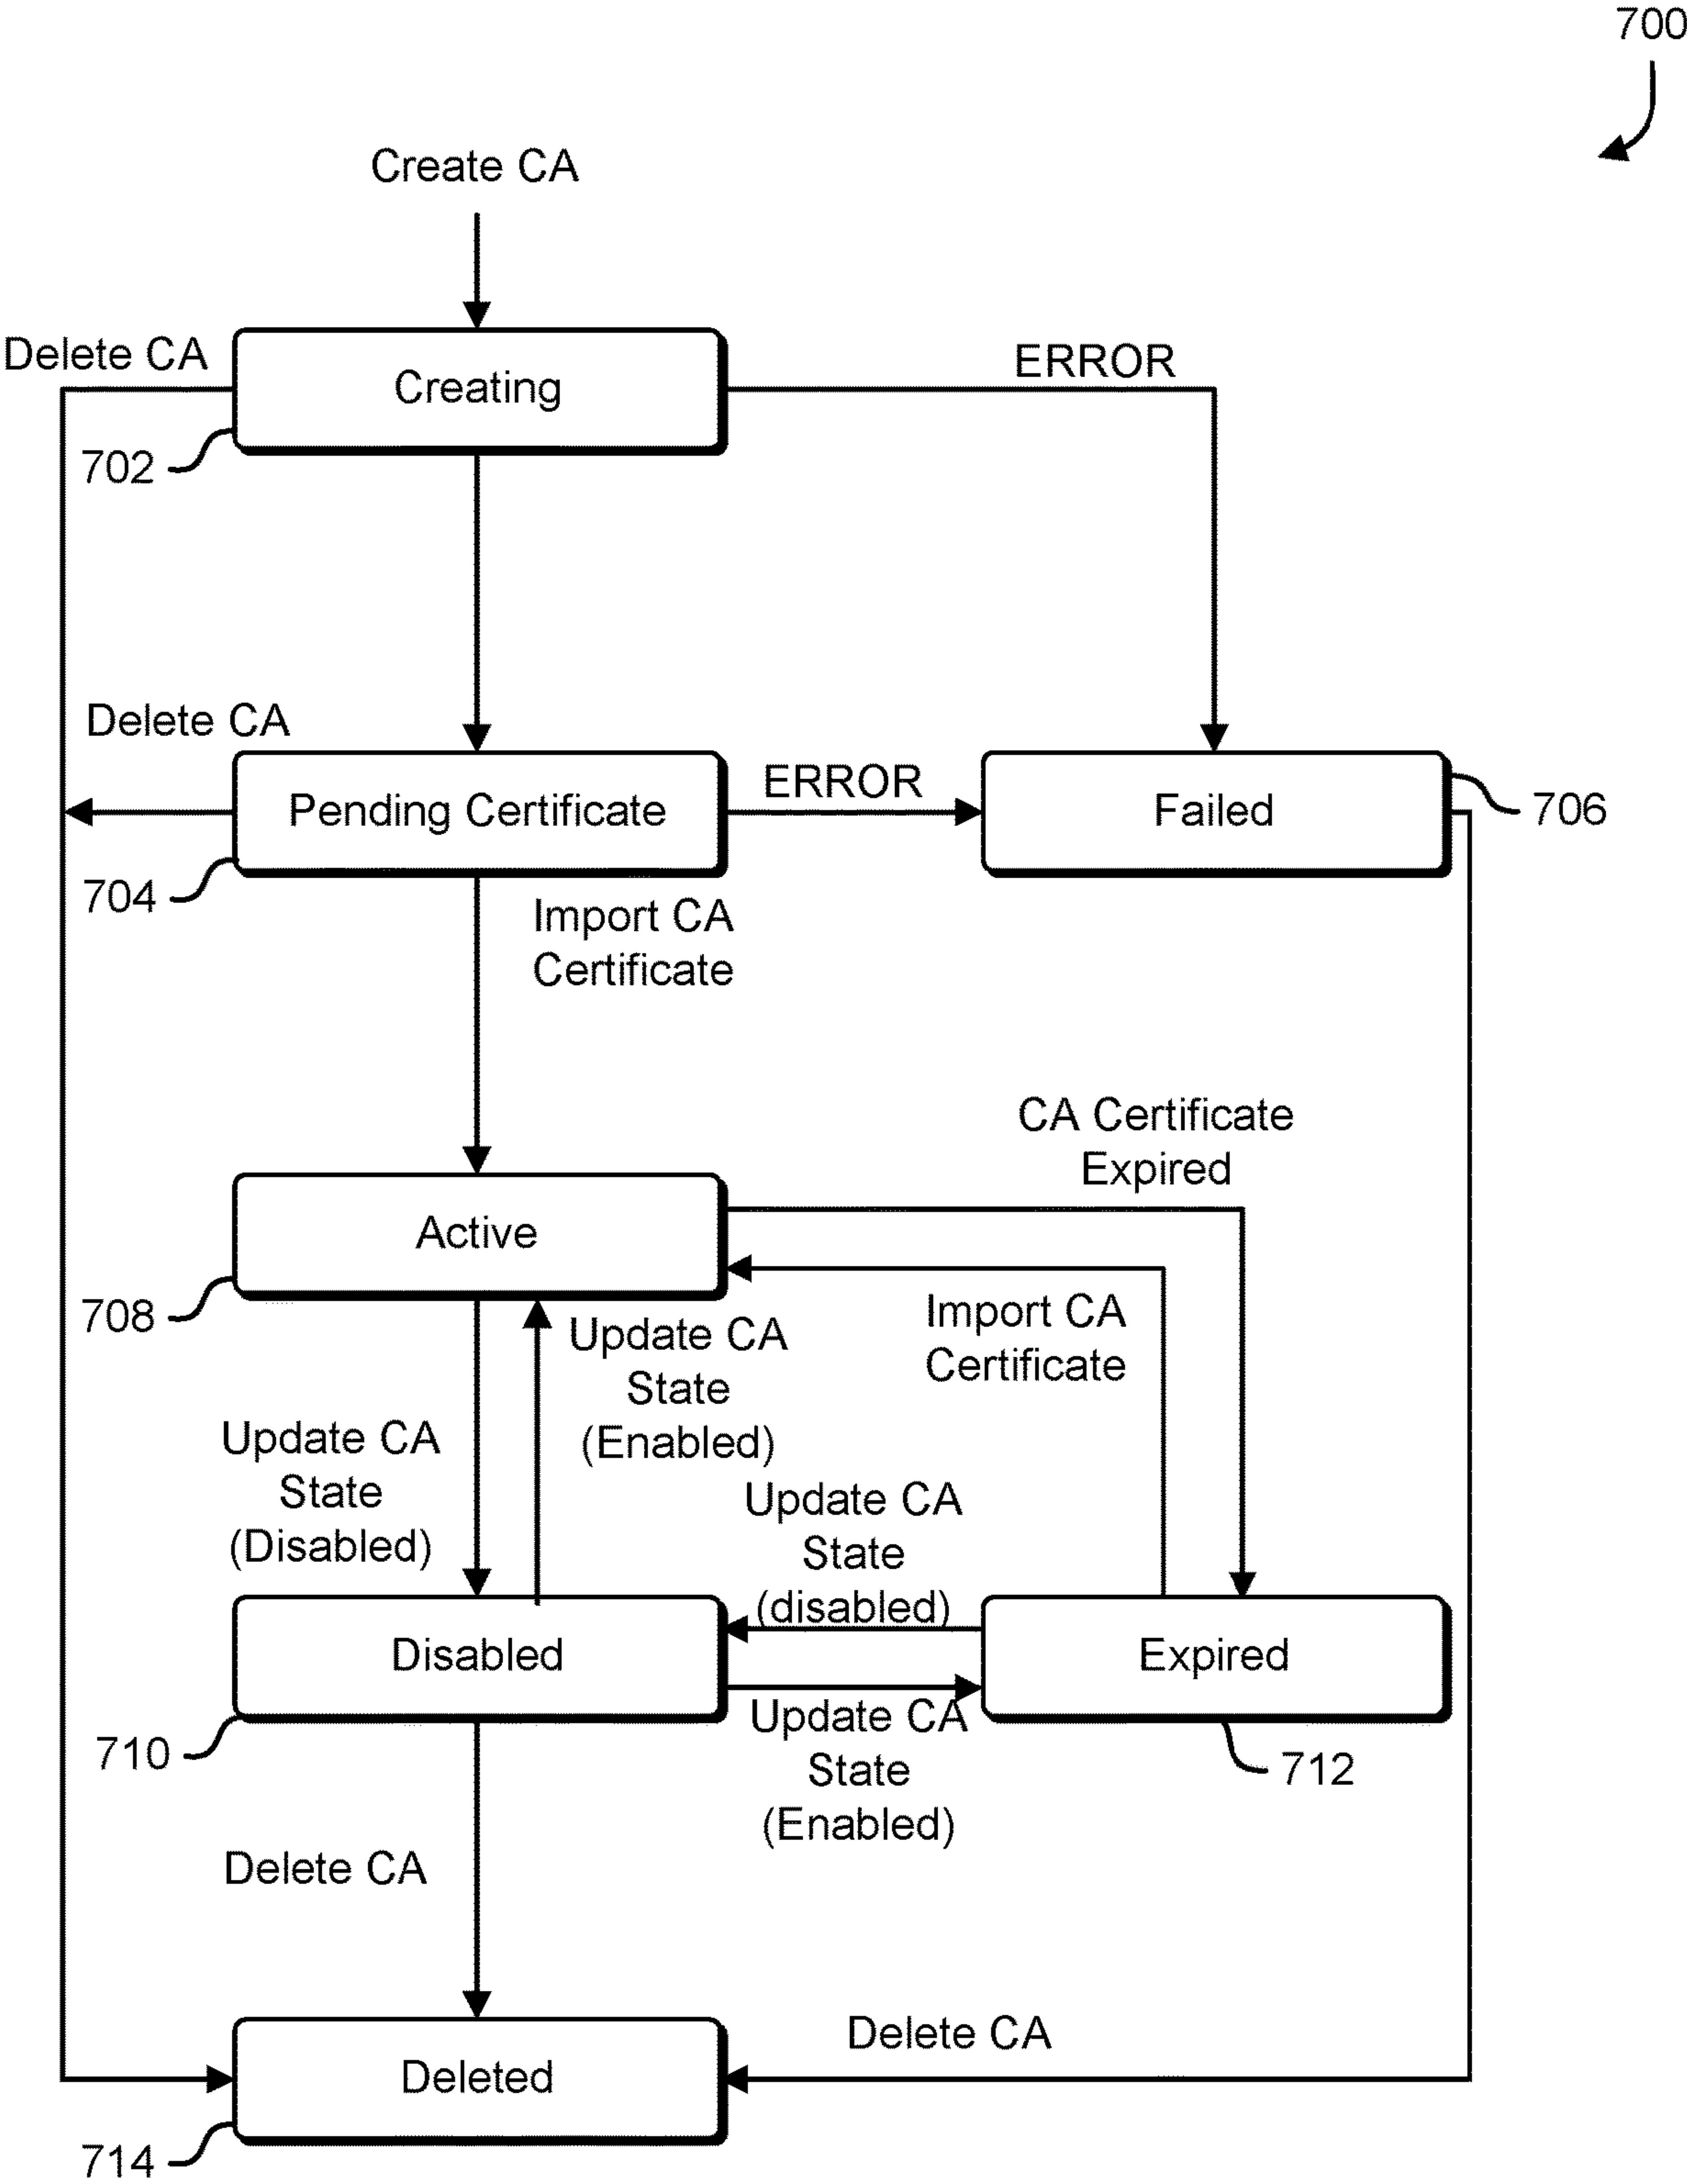 700
Create CA
Delete CA
ERROR
Creating
702
Delete CA
ERROR
Pending Certificate
Failed
706
704
Import CA
Certificate
CA Certificate
Expired
Active
708
Import CA
Certificate
Update CA
State
(Enabled)
Update CA
State
(Disabled)
Update CA
State
(disabled)
Disabled
Expired
710
Update CA
State
(Enabled)
712
Delete CA
Delete CA
Deleted
714